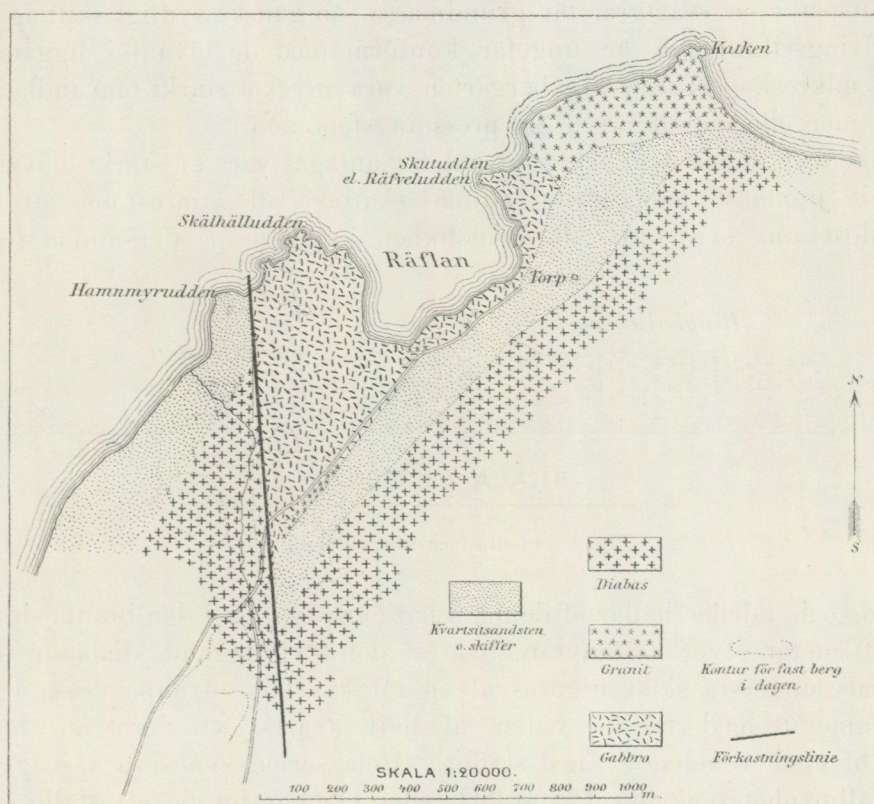 Katken
Skutudden
el. Räfveludden
Skälhälludden
Räflan
Hamnmyrudden
Torp
N
S
Diabas
Kvartsitsandsten
o. skiffer
Granit
Kontur för fast berg
i dagen
Gabbro
Förkastningslinie
SKALA 1:20000.
100 200 300 400 500 600 700 800 900 1000 m.